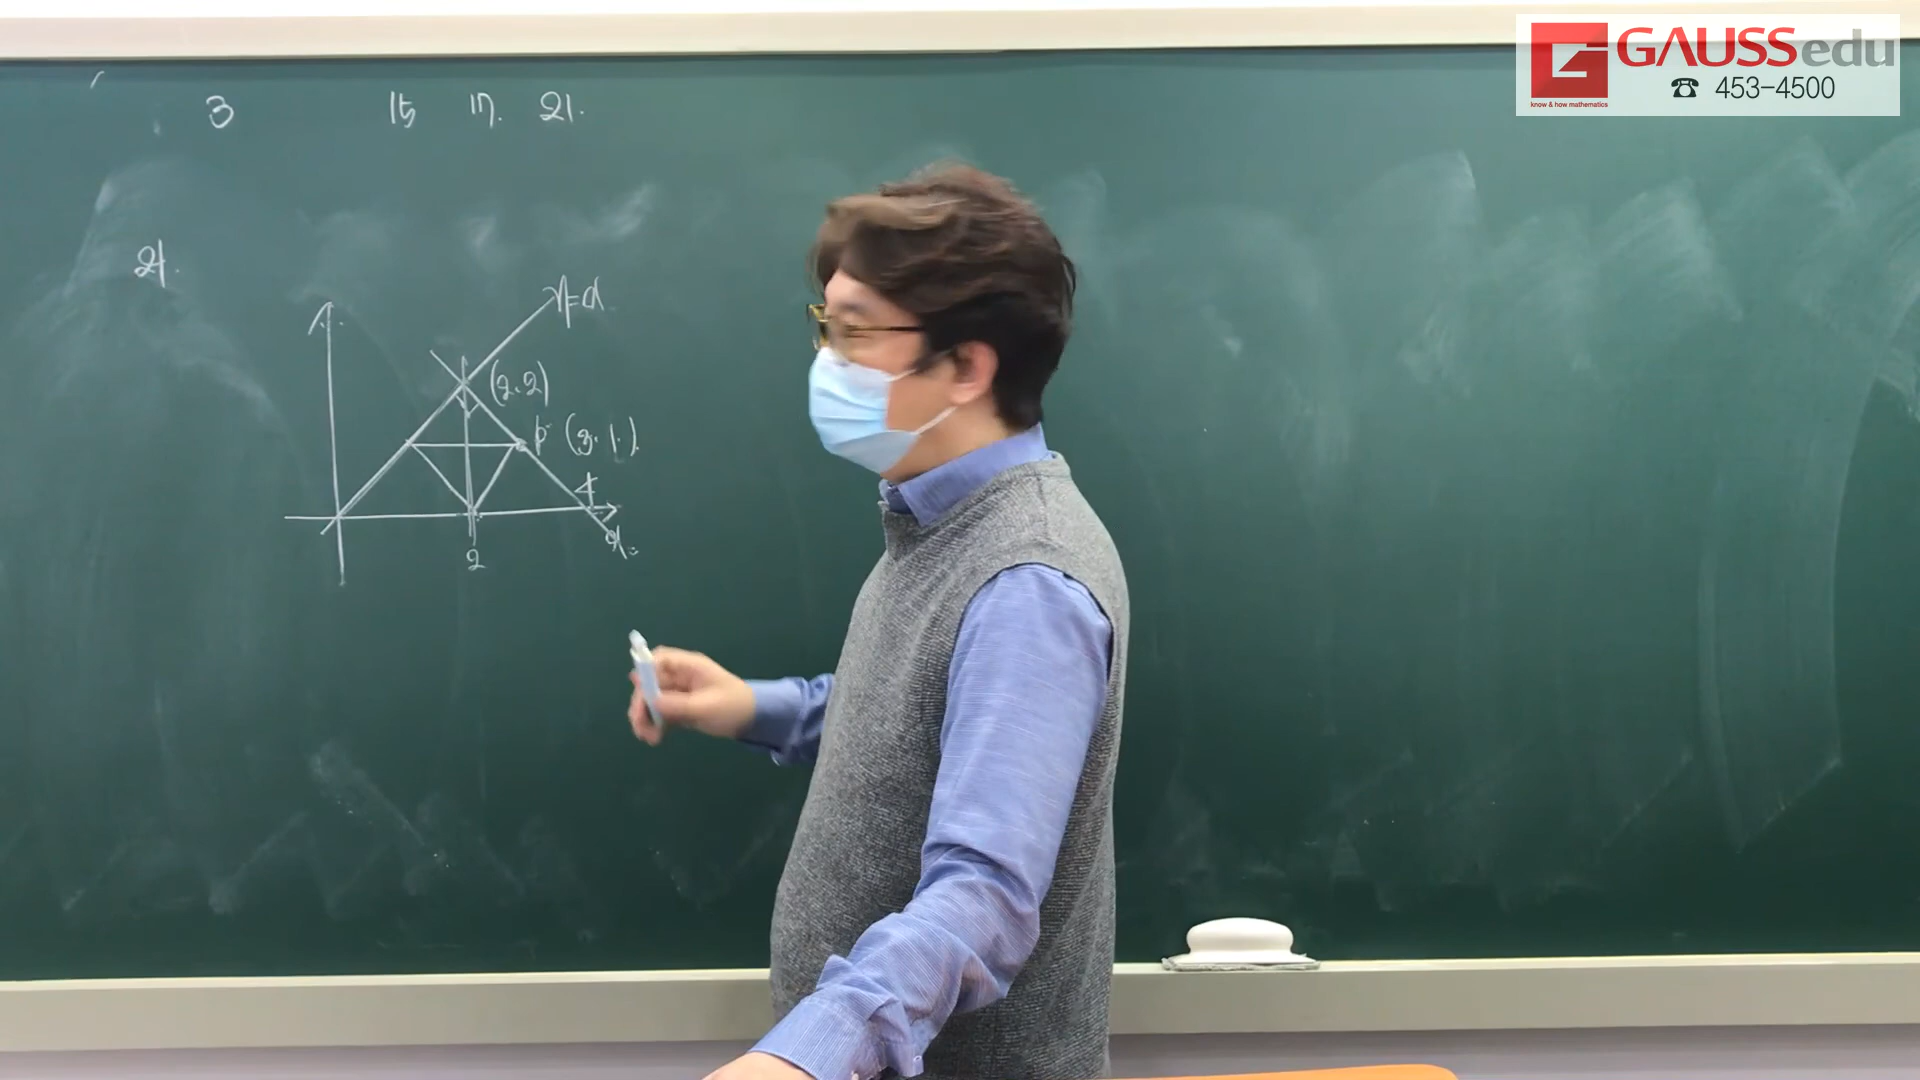 GAUSSedu
know & how mathematics
☎ 453-4500
3 15 17. 21.
21.
y=x
(2.2)
P (3.1).
4
x=
2